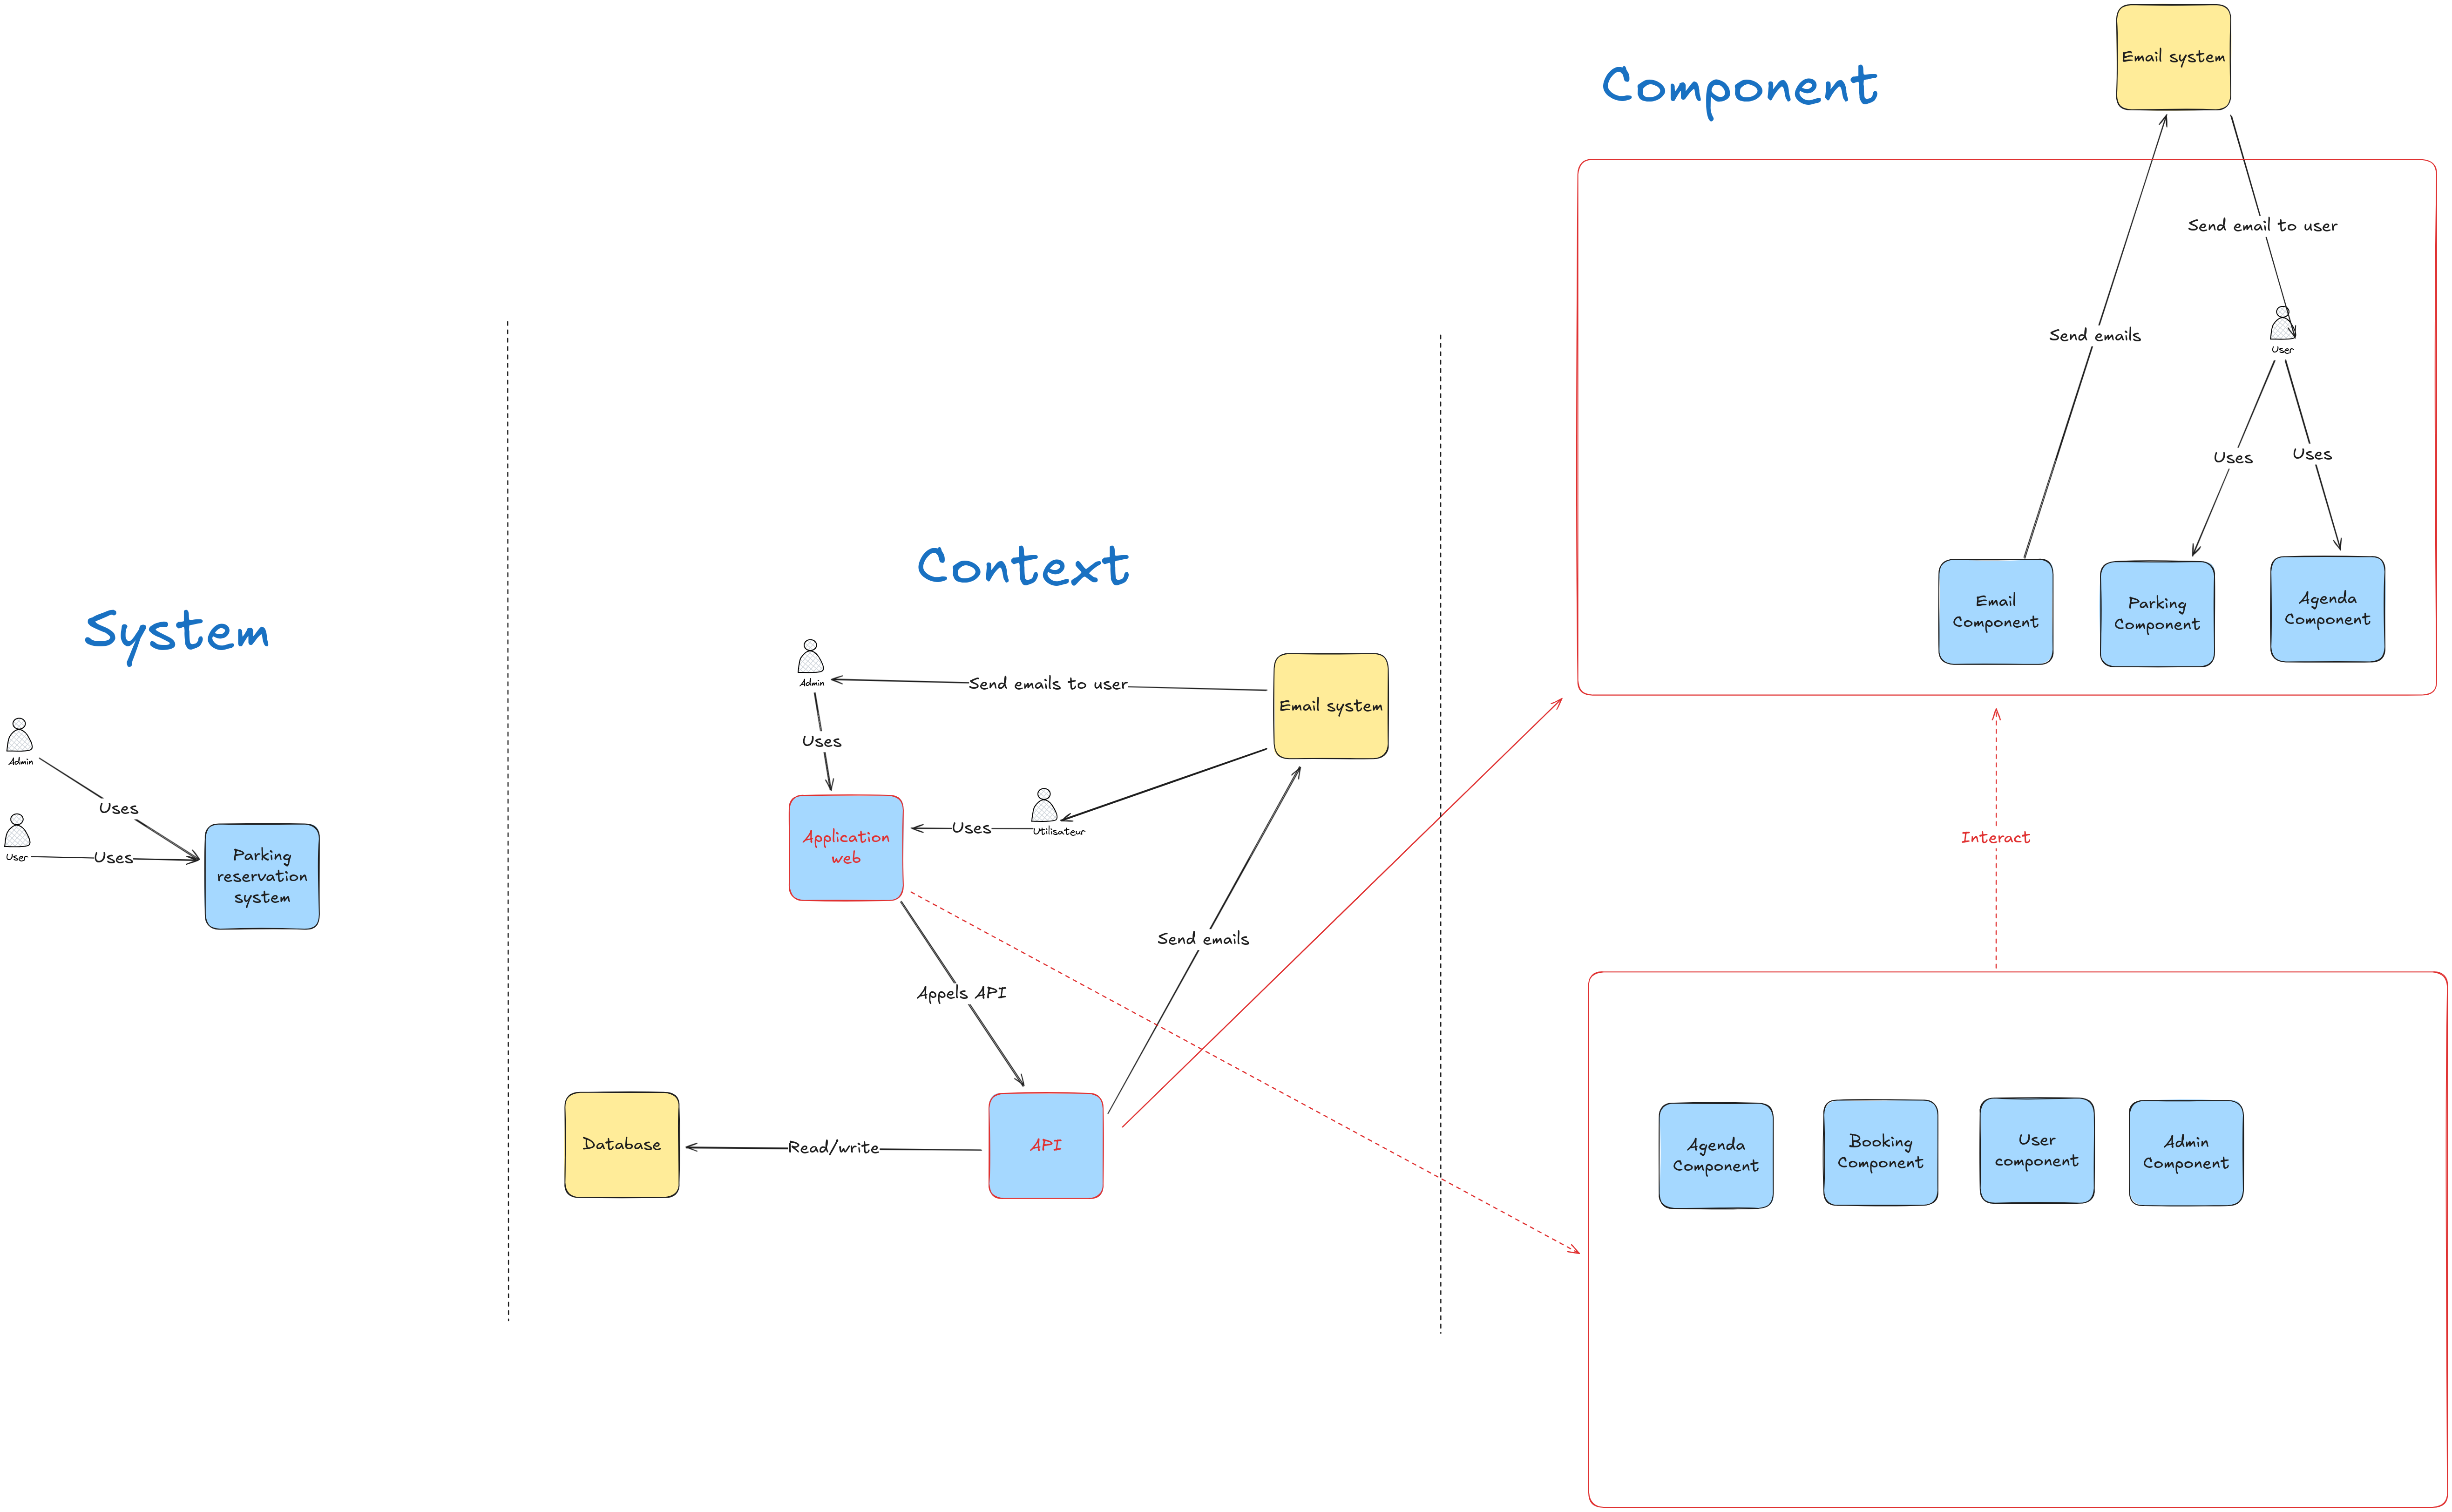 System
Admin
Uses
User
Uses
Parking
reservation
system
Context
Admin
Send emails to user
Email system
Uses
Application
web
Uses
Utilisateur
Send emails
Appels API
Database
Read/write
API
Component
Email system
Send email to user
Send emails
User
Uses
Uses
Email
Component
Parking
Component
Agenda
Component
Interact
Agenda
Component
Booking
Component
User
component
Admin
Component